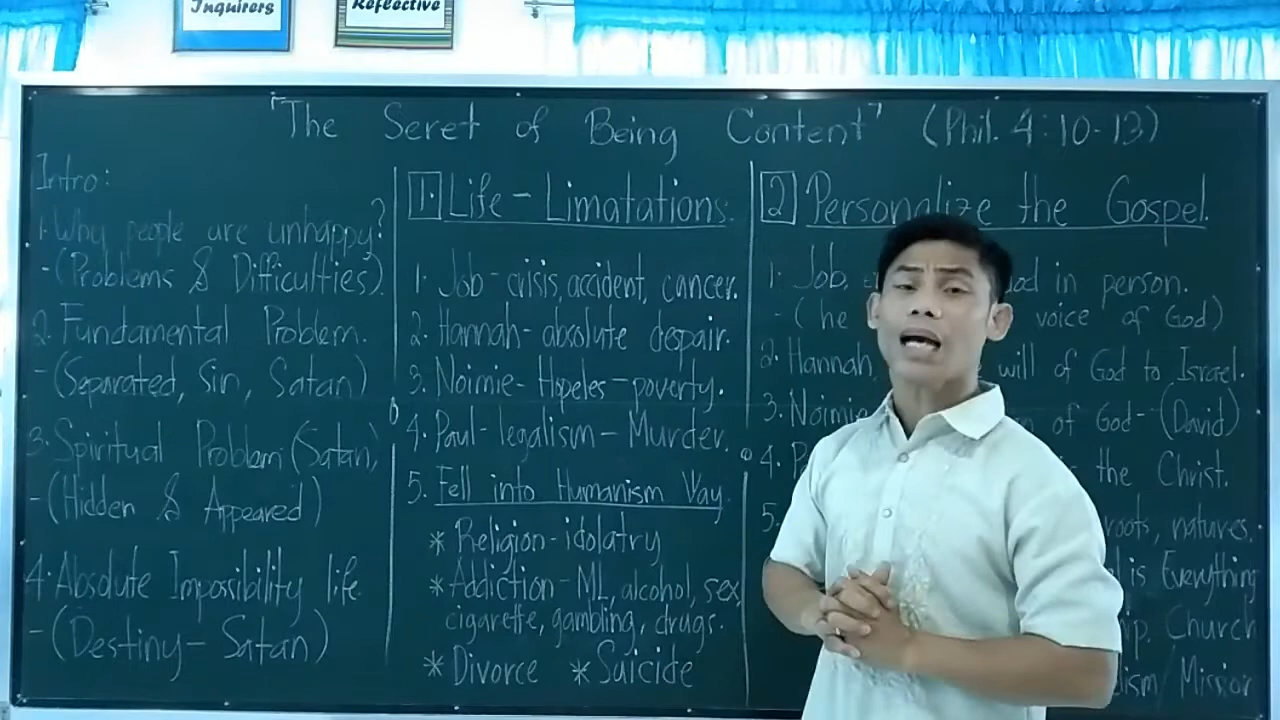 Inquirers
Reflective
"The Seret of Being Content" (Phil. 4:10-13)
Intro:
1. Why people are unhappy?
- (Problems & Difficulties).
2. Fundamental Problem.
- (Separated, Sin, Satan)
3. Spiritual Problem (Satan)
- (Hidden & Appeared)
4. Absolute Impossibility life.
- (Destiny - Satan)
1. Life - Limatations.
1. Job - crisis, accident, cancer.
2. Hannah - absolute despair.
3. Noimie - Hopeles - poverty.
4. Paul - legalism - Murder.
5. Fell into Humanism Way.
* Religion - idolatry
* Addiction - ML, alcohol, sex,
cigarette, gambling, drugs.
* Divorce * Suicide
2 Personalize the Gospel.
1. Job, in person.
- (he voice of God)
2. Hannah, will of God to Israel.
3. Noimie of God - (David)
4. the Christ.
5. roots, natures.
is Everything
Church
Mission